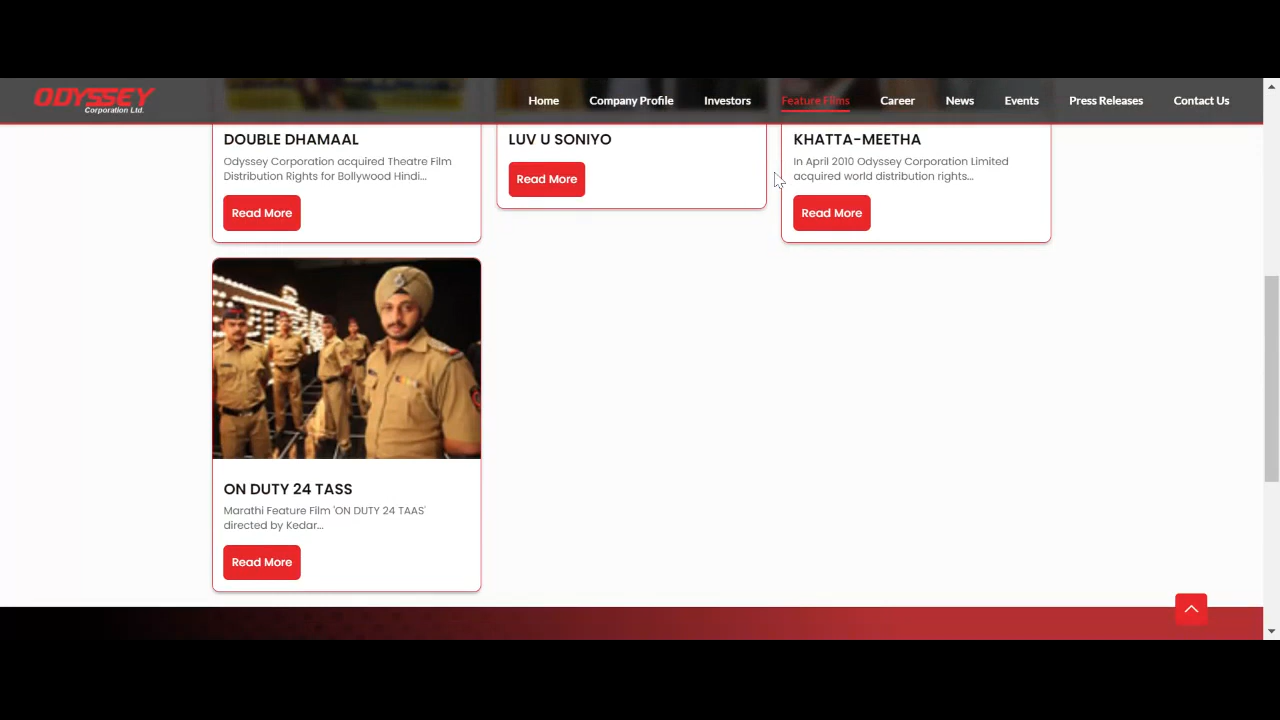 ODYSSEY
Corporation Ltd.
Home Company Profile Investors Feature Films Career News Events Press Releases Contact Us
DOUBLE DHAMAAL
Odyssey Corporation acquired Theatre Film
Distribution Rights for Bollywood Hindi...
Read More
LUV U SONIYO
Read More
KHATTA-MEETHA
In April 2010 Odyssey Corporation Limited
acquired world distribution rights...
Read More
ON DUTY 24 TASS
Marathi Feature Film 'ON DUTY 24 TAAS'
directed by Kedar...
Read More